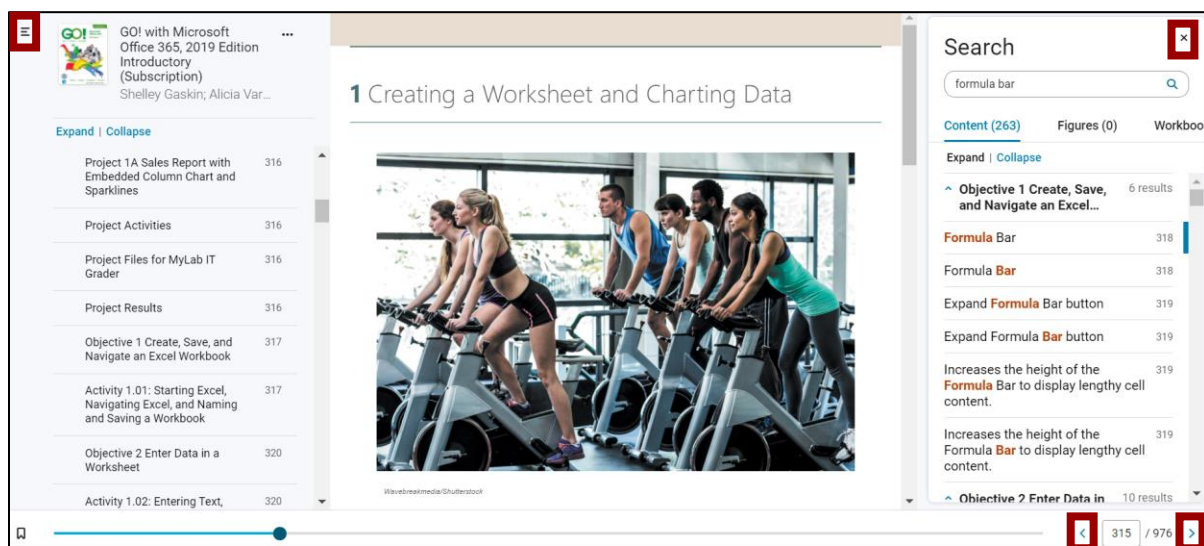 GO!
GO! with Microsoft
Office 365, 2019 Edition
Introductory
(Subscription)
Shelley Gaskin; Alicia Var...
Expand | Collapse
Project 1A Sales Report with 316
Embedded Column Chart and
Sparklines
Project Activities 316
Project Files for MyLab IT 316
Grader
Project Results 316
Objective 1 Create, Save, and 317
Navigate an Excel Workbook
Activity 1.01: Starting Excel, 317
Navigating Excel, and Naming
and Saving a Workbook
Objective 2 Enter Data in a 320
Worksheet
Activity 1.02: Entering Text, 320
1 Creating a Worksheet and Charting Data
Wavebreakmedia/Shutterstock
Search
formula bar
Content (263) Figures (0) Workboo
Expand | Collapse
Objective 1 Create, Save, 6 results
and Navigate an Excel...
Formula Bar 318
Formula Bar 318
Expand Formula Bar button 319
Expand Formula Bar button 319
Increases the height of the 319
Formula Bar to display lengthy cell
content.
Increases the height of the 319
Formula Bar to display lengthy cell
content.
Objective 2 Enter Data in 10 results
315 / 976